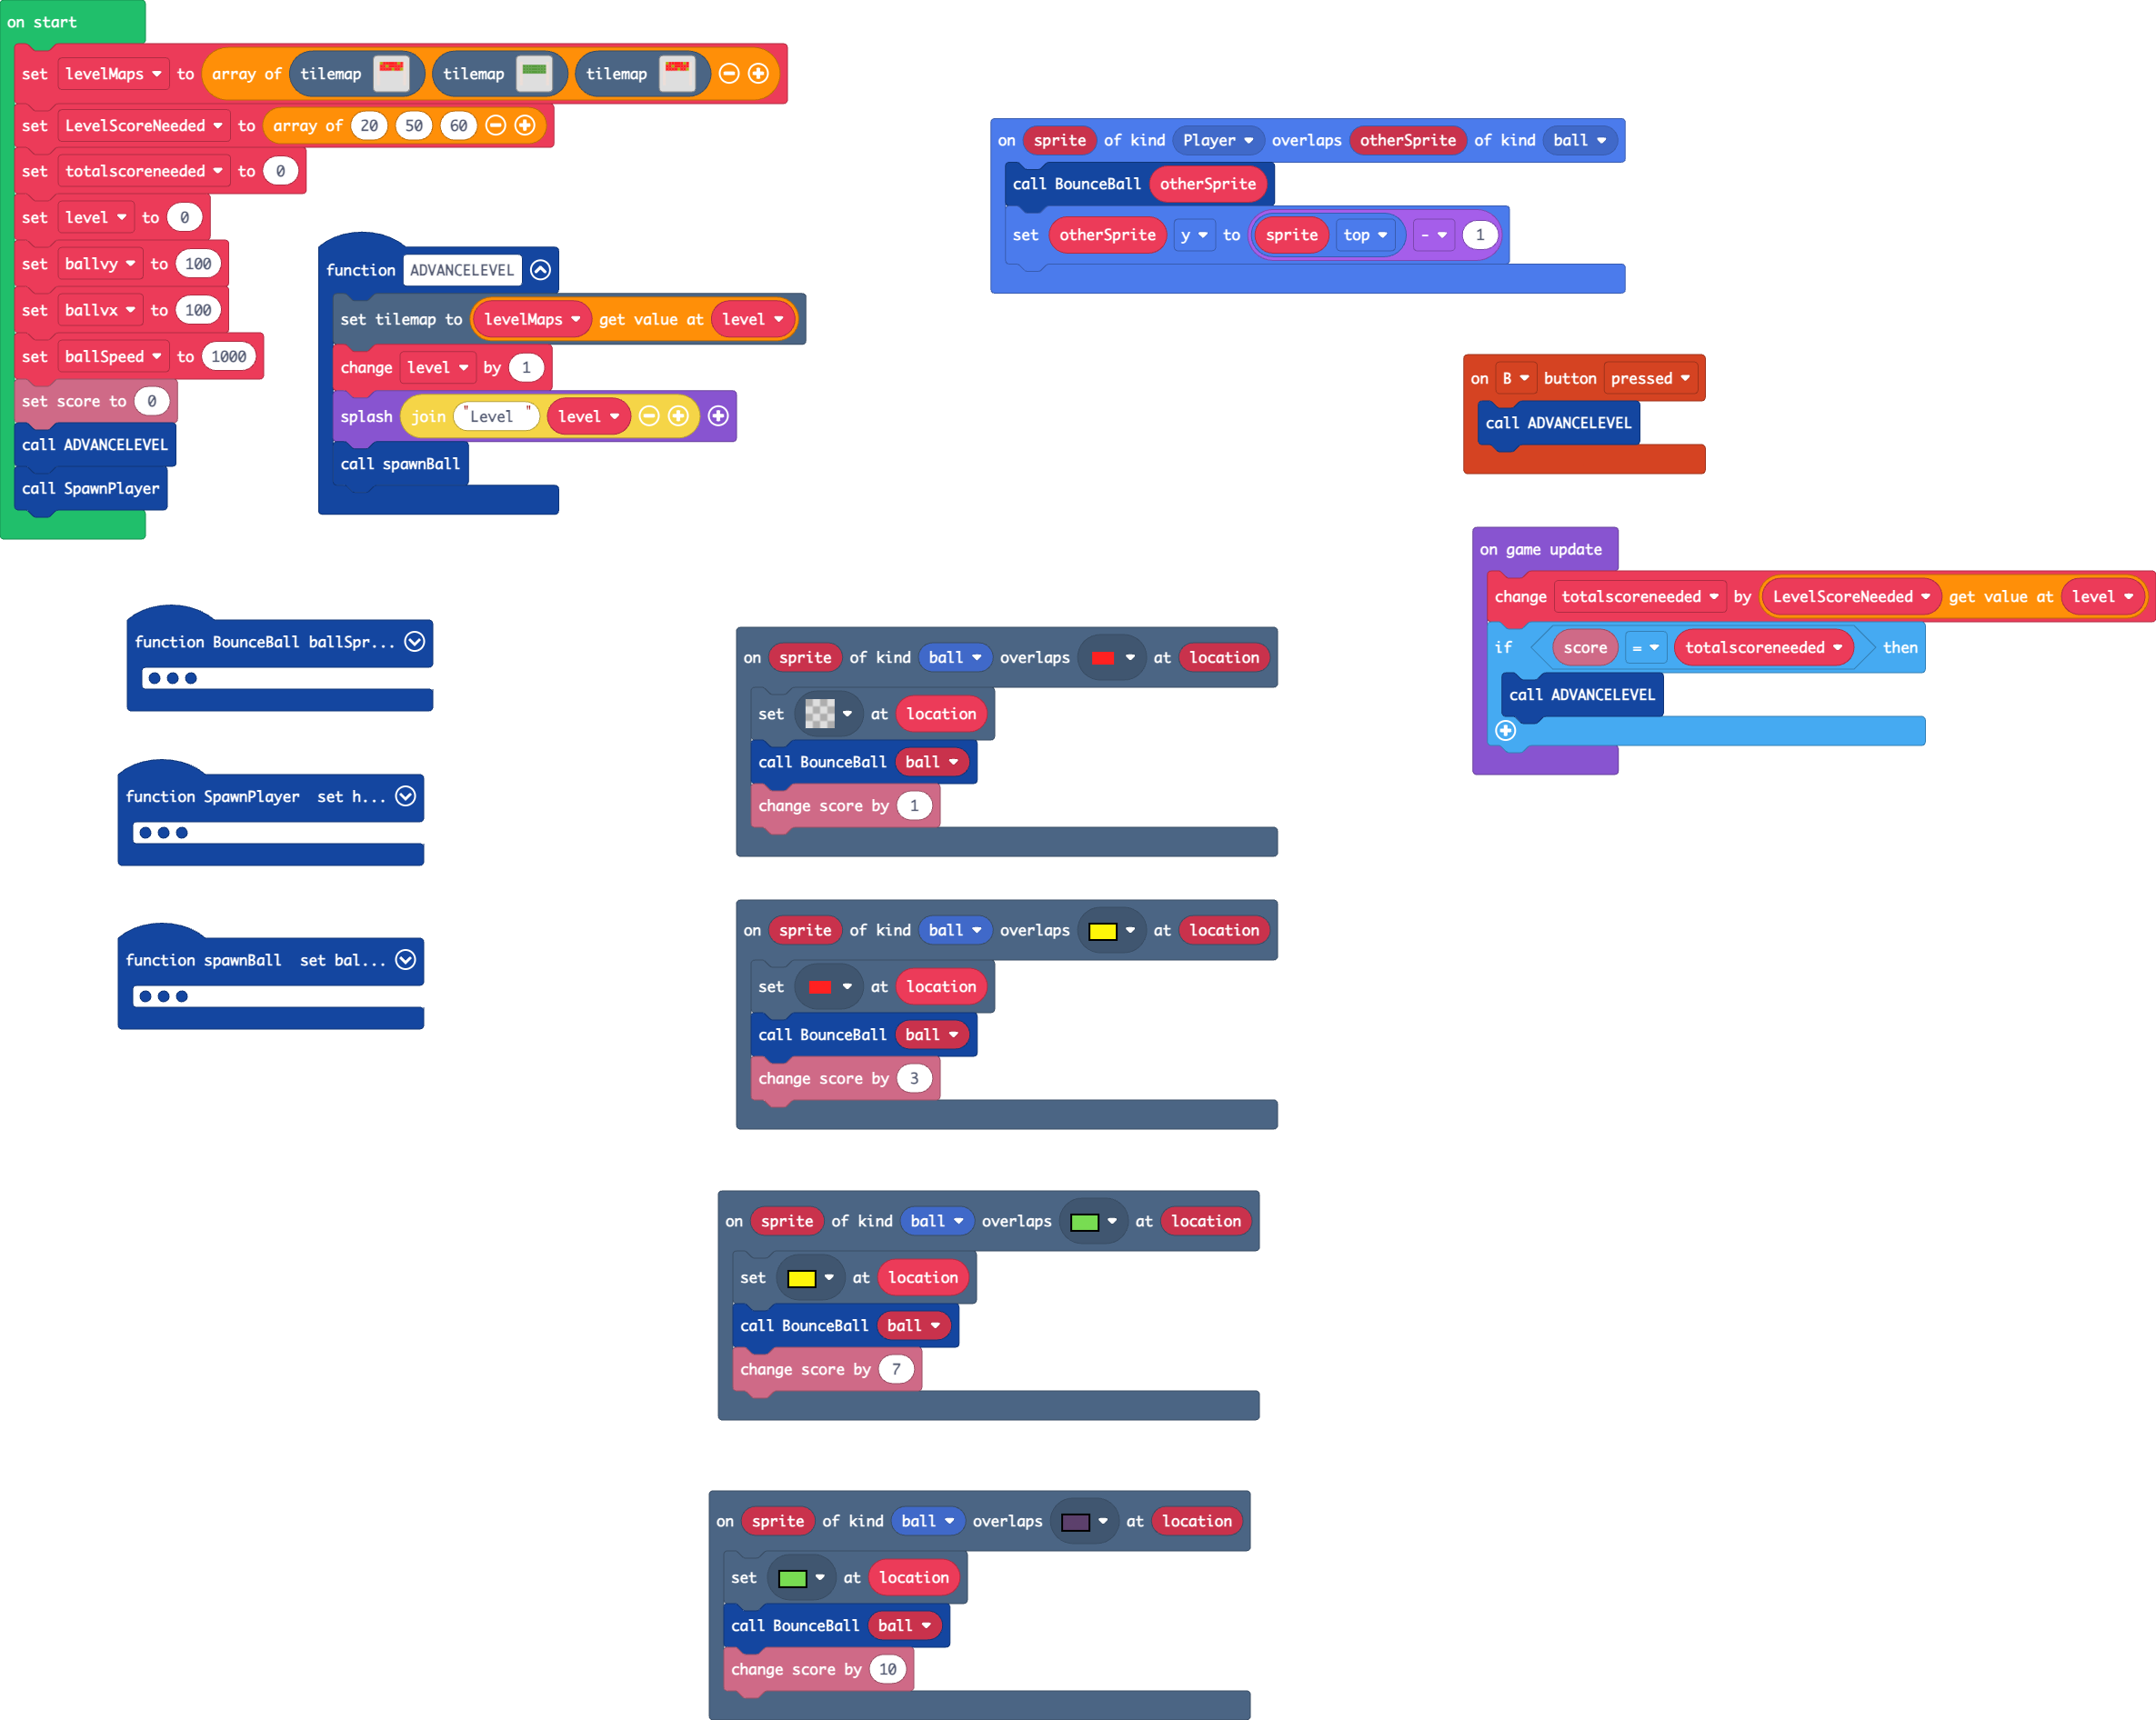 on start
set levelMaps to array of tilemap tilemap tilemap
set LevelScoreNeeded to array of 20 50 60
set totalscoreneeded to 0
set level to 0
set ballvy to 100
set ballvx to 100
set ballSpeed to 1000
set score to 0
call ADVANCELEVEL
call SpawnPlayer
function ADVANCELEVEL
set tilemap to levelMaps get value at level
change level by 1
splash join "Level " level
call spawnBall
on sprite of kind Player overlaps otherSprite of kind ball
call BounceBall otherSprite
set otherSprite y to sprite top - 1
on B button pressed
call ADVANCELEVEL
on game update
change totalscoreneeded by LevelScoreNeeded get value at level
if score = totalscoreneeded then
call ADVANCELEVEL
function BounceBall ballSpr...
function SpawnPlayer set h...
function spawnBall set bal...
on sprite of kind ball overlaps at location
set at location
call BounceBall ball
change score by 1
on sprite of kind ball overlaps at location
set at location
call BounceBall ball
change score by 3
on sprite of kind ball overlaps at location
set at location
call BounceBall ball
change score by 7
on sprite of kind ball overlaps at location
set at location
call BounceBall ball
change score by 10